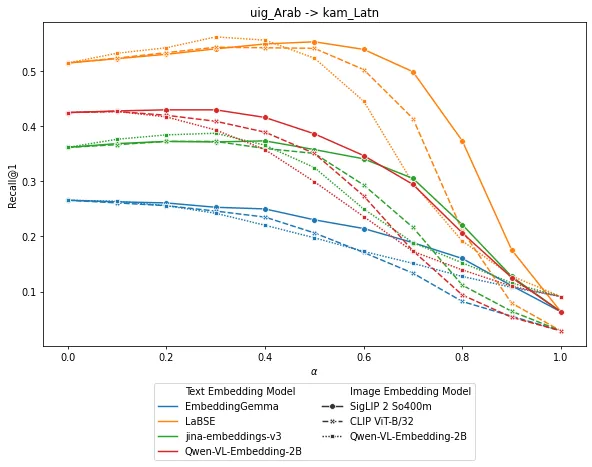 uig_Arab -> kam_Latn
Recall@1
0.5
0.4
0.3
0.2
0.1
0.0 0.2 0.4 0.6 0.8 1.0
α
Text Embedding Model Image Embedding Model
EmbeddingGemma SigLIP 2 So400m
LaBSE CLIP ViT-B/32
jina-embeddings-v3 Qwen-VL-Embedding-2B
Qwen-VL-Embedding-2B